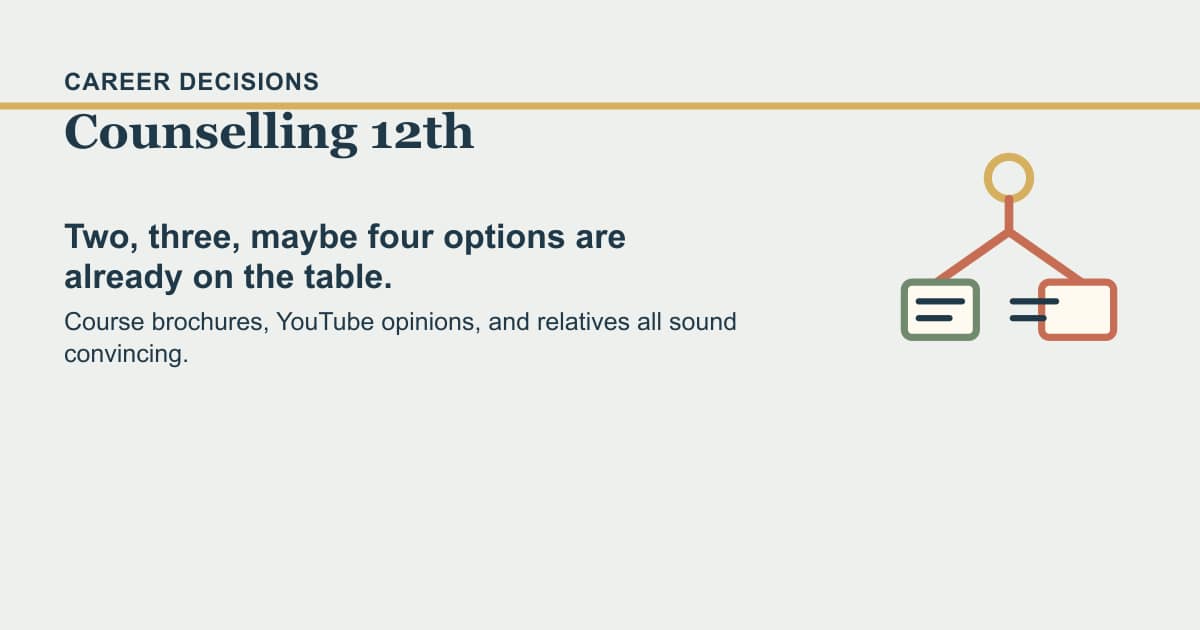 CAREER DECISIONS
Counselling 12th
Two, three, maybe four options are
already on the table.
Course brochures, YouTube opinions, and relatives all sound
convincing.